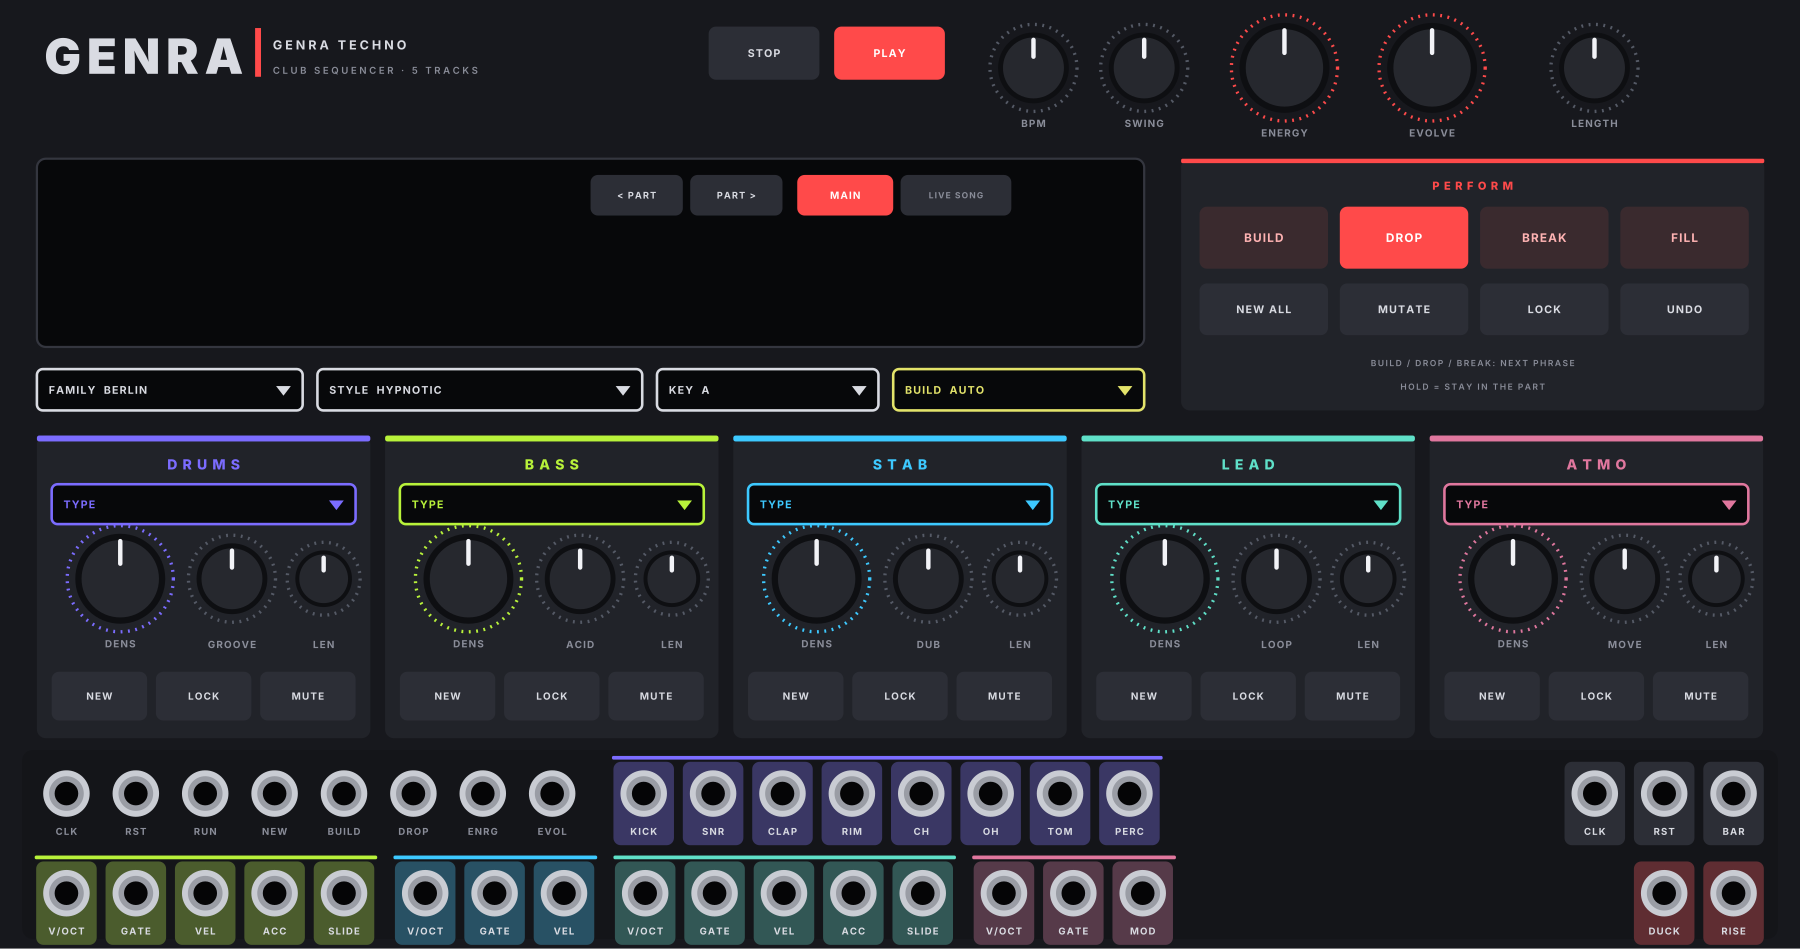 GENRA
GENRA TECHNO
CLUB SEQUENCER · 5 TRACKS
STOP
PLAY
BPM
SWING
ENERGY
EVOLVE
LENGTH
< PART
PART >
MAIN
LIVE SONG
PERFORM
BUILD
DROP
BREAK
FILL
NEW ALL
MUTATE
LOCK
UNDO
BUILD / DROP / BREAK: NEXT PHRASE
HOLD = STAY IN THE PART
FAMILY BERLIN
STYLE HYPNOTIC
KEY A
BUILD AUTO
DRUMS
TYPE
DENS
GROOVE
LEN
NEW
LOCK
MUTE
BASS
TYPE
DENS
ACID
LEN
NEW
LOCK
MUTE
STAB
TYPE
DENS
DUB
LEN
NEW
LOCK
MUTE
LEAD
TYPE
DENS
LOOP
LEN
NEW
LOCK
MUTE
ATMO
TYPE
DENS
MOVE
LEN
NEW
LOCK
MUTE
CLK
RST
RUN
NEW
BUILD
DROP
ENRG
EVOL
KICK
SNR
CLAP
RIM
CH
OH
TOM
PERC
CLK
RST
BAR
V/OCT
GATE
VEL
ACC
SLIDE
V/OCT
GATE
VEL
V/OCT
GATE
VEL
ACC
SLIDE
V/OCT
GATE
MOD
DUCK
RISE